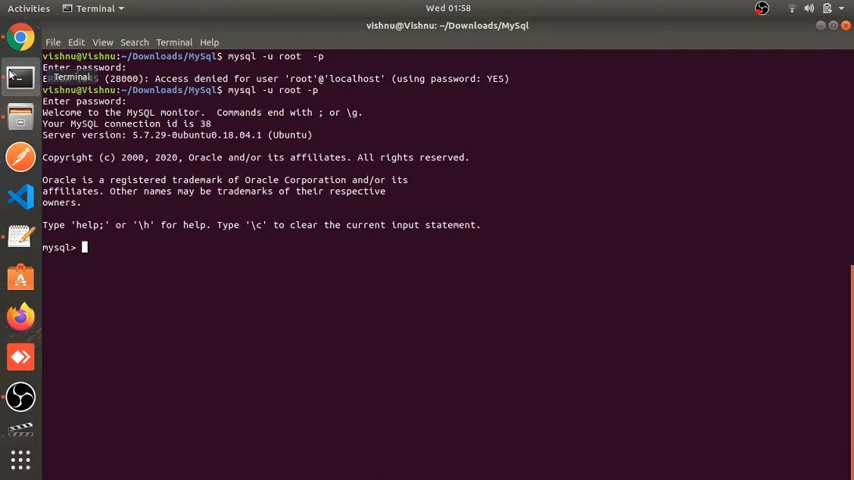 Activities Terminal Wed 01:58
vishnu@Vishnu: ~/Downloads/MySql
File Edit View Search Terminal Help
vishnu@Vishnu:~/Downloads/MySql$ mysql -u root  -p
Enter password:
E Terminal (28000): Access denied for user 'root'@'localhost' (using password: YES)
vishnu@Vishnu:~/Downloads/MySql$ mysql -u root -p
Enter password:
Welcome to the MySQL monitor.  Commands end with ; or \g.
Your MySQL connection id is 38
Server version: 5.7.29-0ubuntu0.18.04.1 (Ubuntu)
Copyright (c) 2000, 2020, Oracle and/or its affiliates. All rights reserved.
Oracle is a registered trademark of Oracle Corporation and/or its
affiliates. Other names may be trademarks of their respective
owners.
Type 'help;' or '\h' for help. Type '\c' to clear the current input statement.
mysql>